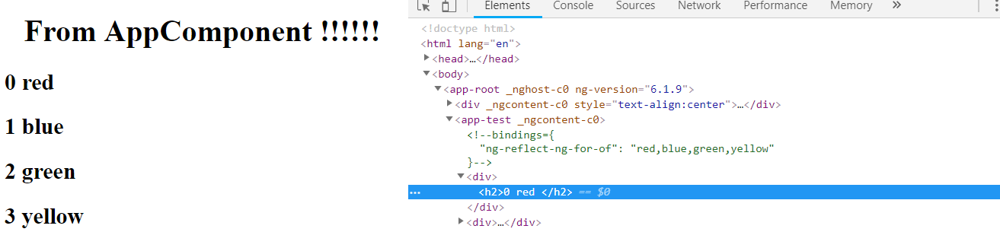 From AppComponent !!!!!!
0 red
1 blue
2 green
3 yellow
Elements Console Sources Network Performance Memory »
<!doctype html>
<html lang="en">
<head>…</head>
<body>
<app-root _nghost-c0 ng-version="6.1.9">
<div _ngcontent-c0 style="text-align:center">…</div>
<app-test _ngcontent-c0>
<!--bindings={
"ng-reflect-ng-for-of": "red,blue,green,yellow"
}-->
<div>
… <h2>0 red </h2> == $0
</div>
<div>…</div>